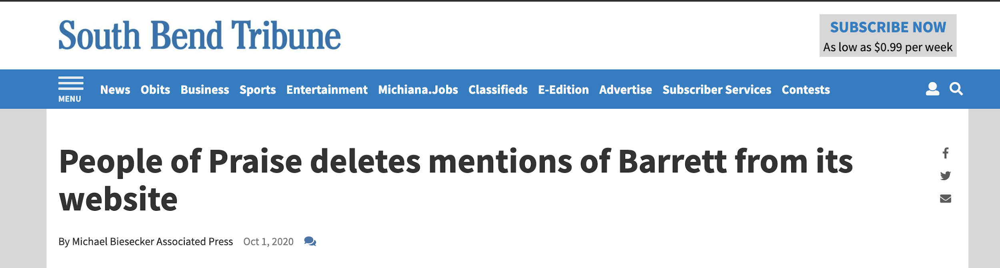 South Bend Tribune
SUBSCRIBE NOW
As low as $0.99 per week
MENU
News Obits Business Sports Entertainment Michiana.Jobs Classifieds E-Edition Advertise Subscriber Services Contests
People of Praise deletes mentions of Barrett from its
website
By Michael Biesecker Associated Press Oct 1, 2020